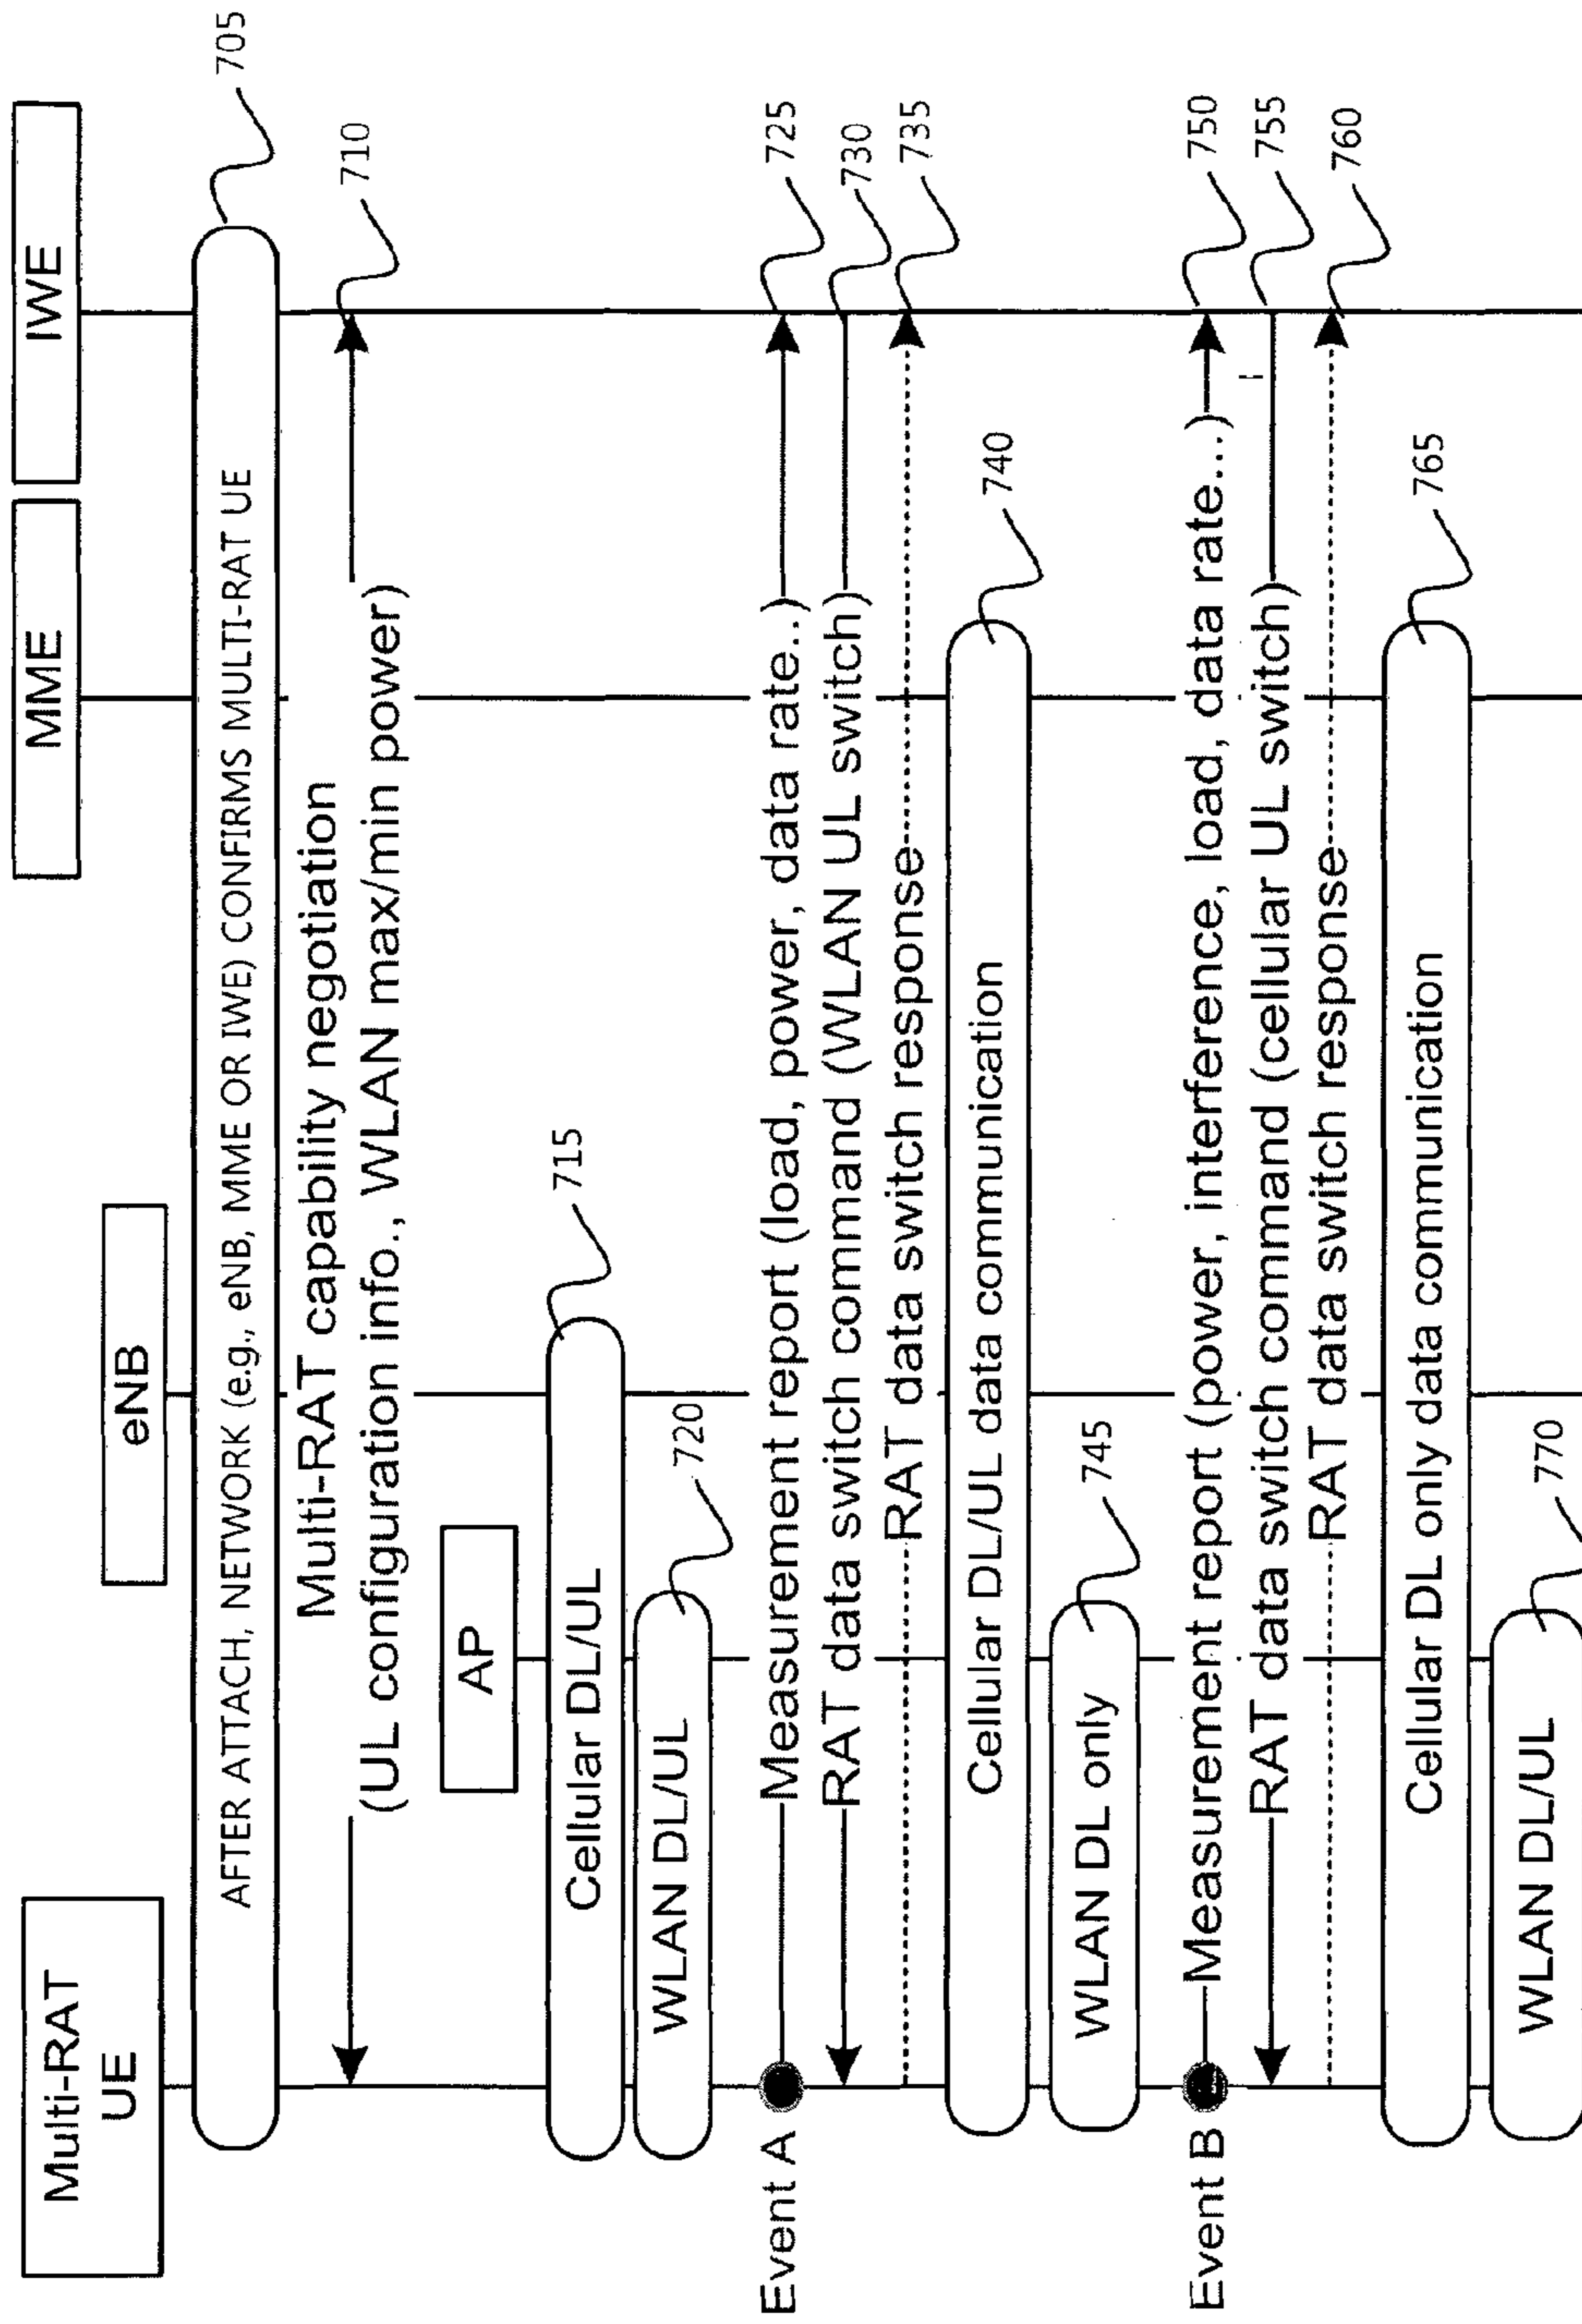 Multi-RAT
UE
AP
eNB
MME
IWE
AFTER ATTACH, NETWORK (e.g., eNB, MME OR IWE) CONFIRMS MULTI-RAT UE
705
Multi-RAT capability negotiation
(UL configuration info., WLAN max/min power)
710
Cellular DL/UL
715
WLAN DL/UL
720
Event A
Measurement report (load, power, data rate..)
725
RAT data switch command (WLAN UL switch)
730
RAT data switch response
735
Cellular DL/UL data communication
740
WLAN DL only
745
Event B
Measurement report (power, interference, load, data rate...)
750
RAT data switch command (cellular UL switch)
755
RAT data switch response
760
Cellular DL only data communication
765
WLAN DL/UL
770